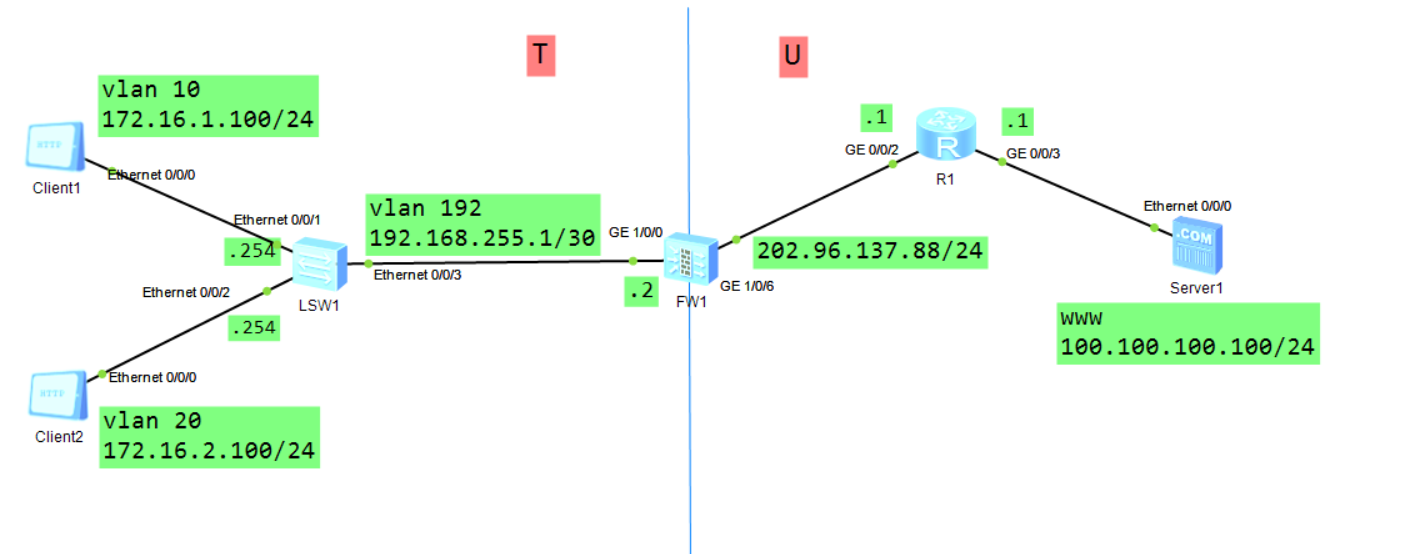 T
U
vlan 10
172.16.1.100/24
HTTP
Client1
Ethernet 0/0/0
Ethernet 0/0/1
.254
vlan 192
192.168.255.1/30
Ethernet 0/0/3
GE 1/0/0
.2
LSW1
Ethernet 0/0/2
.254
HTTP
Client2
Ethernet 0/0/0
vlan 20
172.16.2.100/24
FW1
GE 1/0/6
202.96.137.88/24
.1
GE 0/0/2
R
R1
.1
GE 0/0/3
Ethernet 0/0/0
.COM
Server1
WWW
100.100.100.100/24